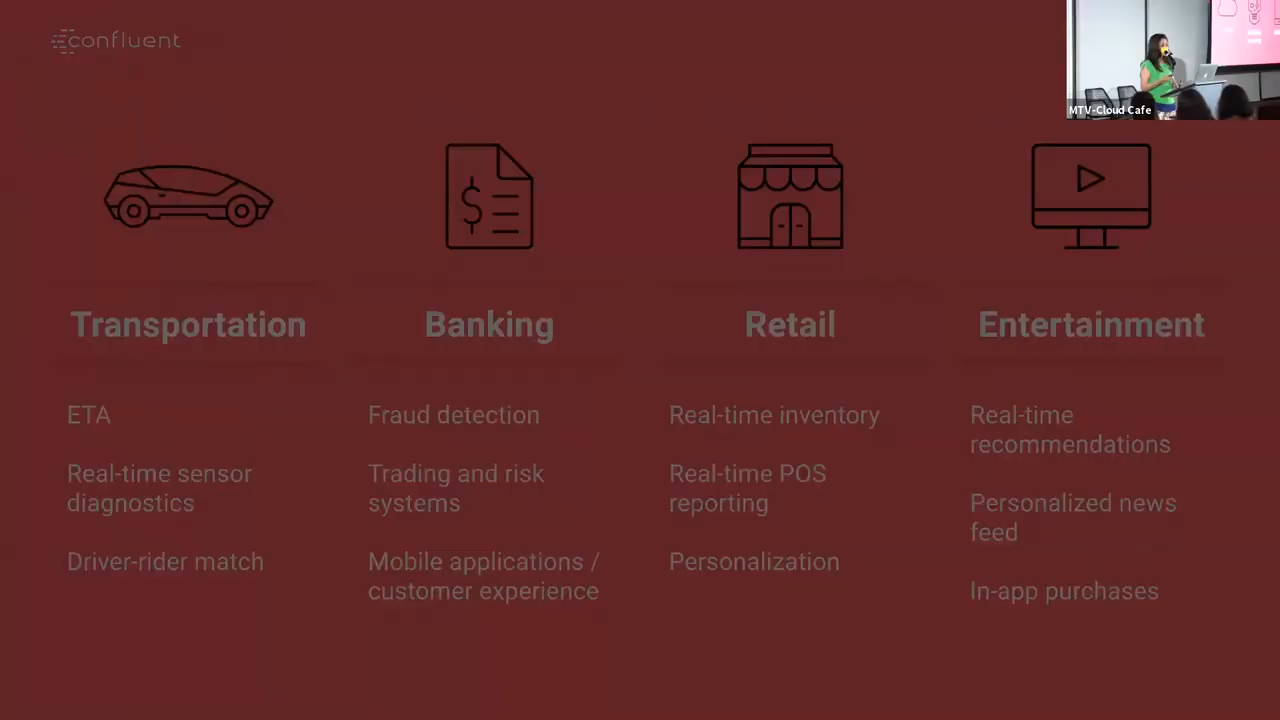 confluent
MTV-Cloud Cafe
Transportation
Banking
Retail
Entertainment
ETA
Real-time sensor
diagnostics
Driver-rider match
Fraud detection
Trading and risk
systems
Mobile applications /
customer experience
Real-time inventory
Real-time POS
reporting
Personalization
Real-time
recommendations
Personalized news
feed
In-app purchases